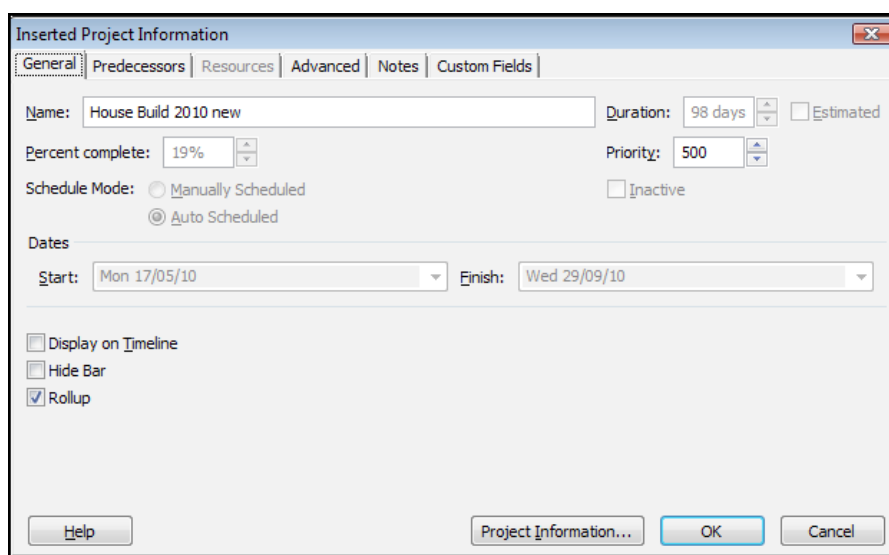 Inserted Project Information
General Predecessors Resources Advanced Notes Custom Fields
Name: House Build 2010 new Duration: 98 days Estimated
Percent complete: 19% Priority: 500
Schedule Mode: Manually Scheduled Inactive
Auto Scheduled
Dates
Start: Mon 17/05/10 Finish: Wed 29/09/10
Display on Timeline
Hide Bar
Rollup
Help Project Information... OK Cancel